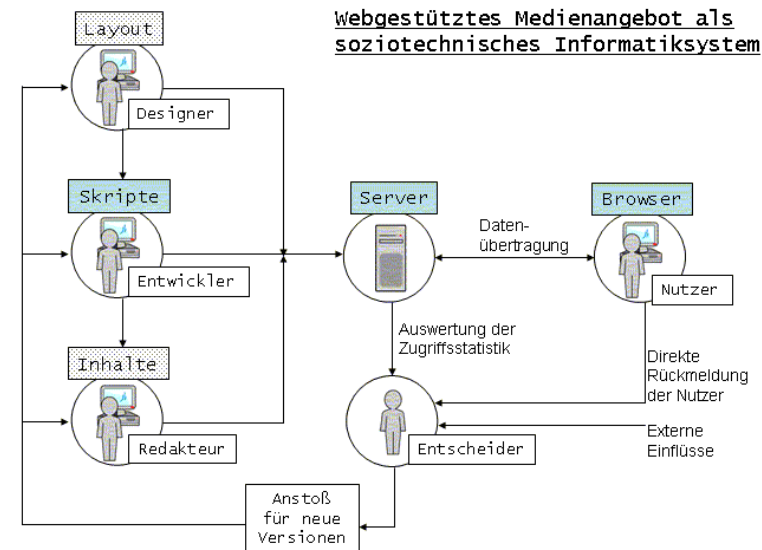 Webgestütztes Medienangebot als
soziotechnisches Informatiksystem
Layout
Designer
Skripte
Entwickler
Inhalte
Redakteur
Server
Daten-
übertragung
Browser
Nutzer
Auswertung der
Zugriffsstatistik
Direkte
Rückmeldung
der Nutzer
Externe
Einflüsse
Entscheider
Anstoß
für neue
Versionen